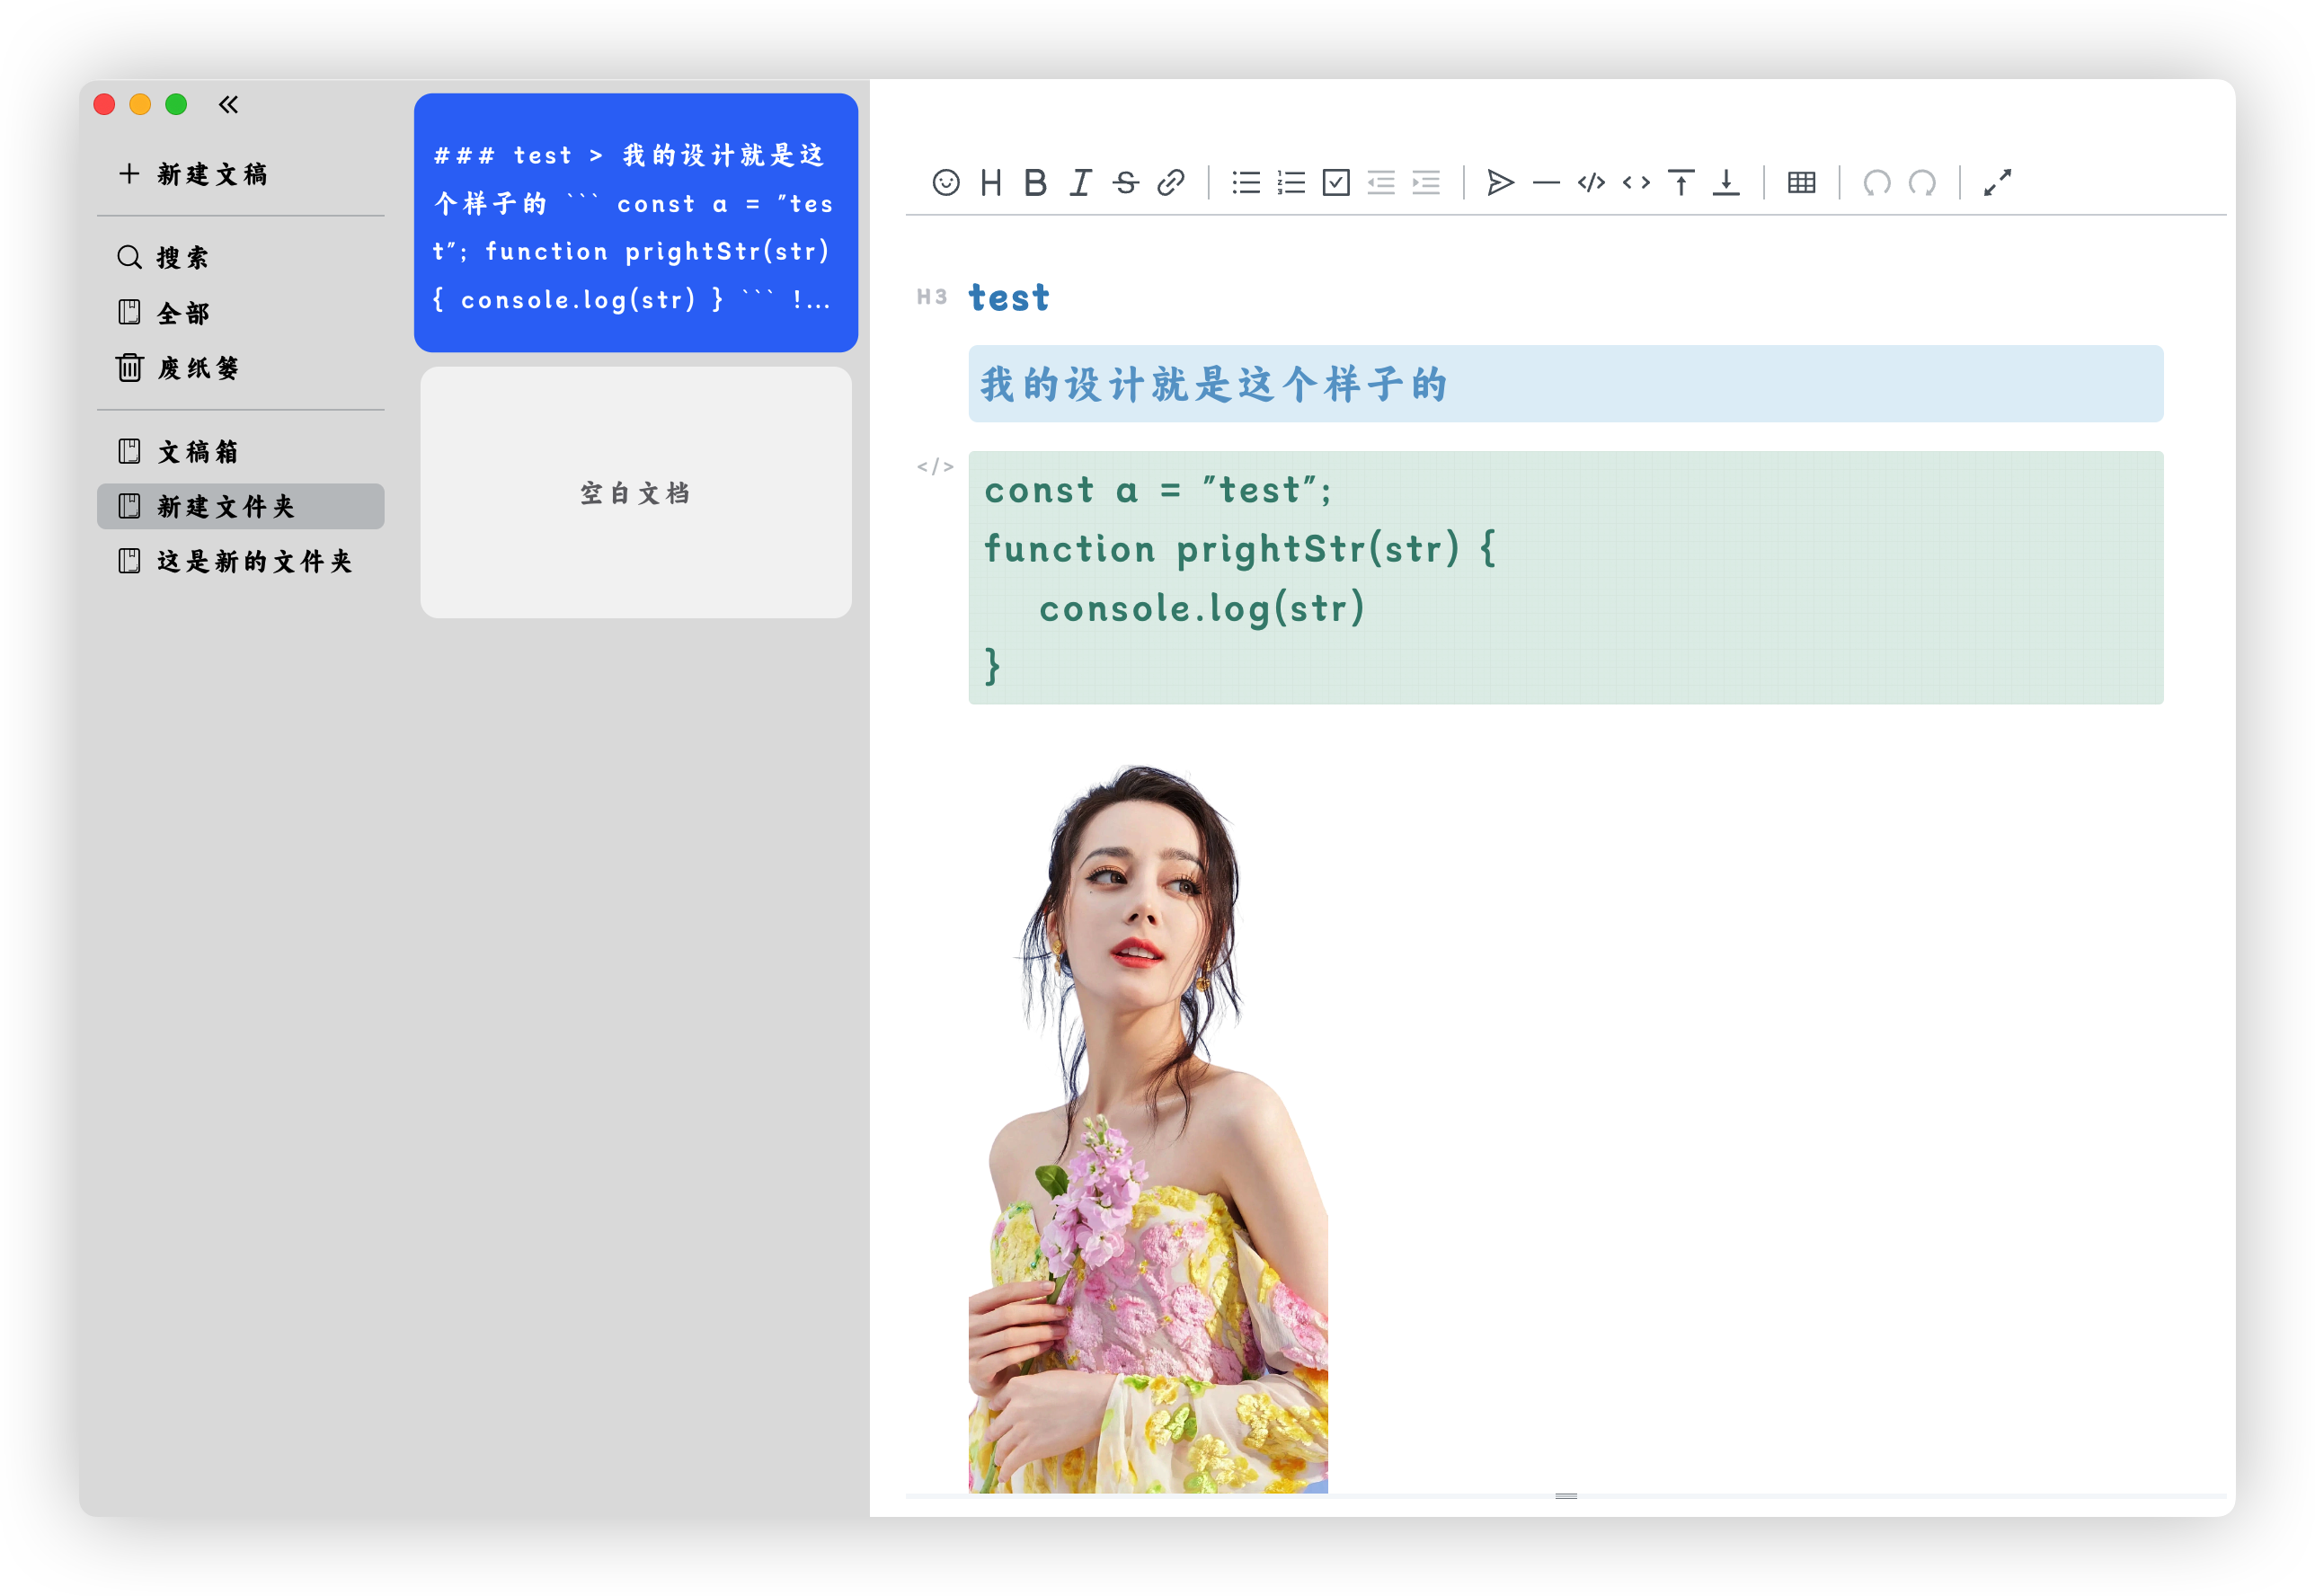 新建文稿
搜索
全部
废纸篓
文稿箱
新建文件夹
这是新的文件夹
### test > 我的设计就是这
个样子的 ``` const a = "tes
t"; function prightStr(str)
{ console.log(str) } ``` !...
空白文档
H3 test
我的设计就是这个样子的
</>
const a = "test";
function prightStr(str) {
    console.log(str)
}